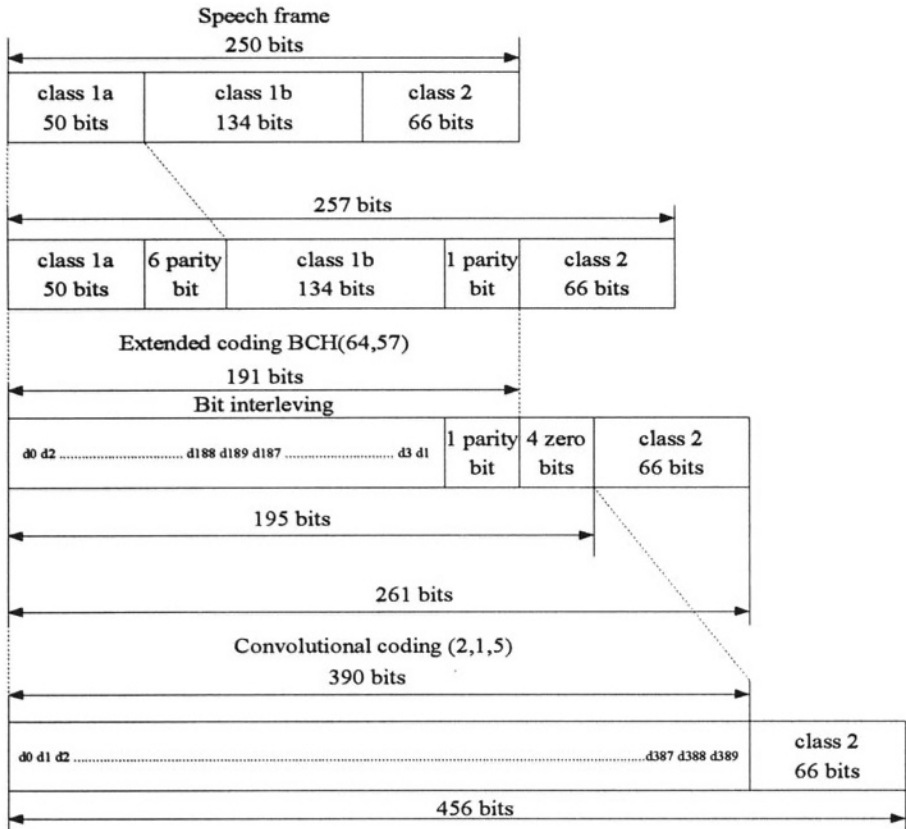 Speech frame
250 bits
class 1a
50 bits
class 1b
134 bits
class 2
66 bits
257 bits
class 1a
50 bits
6 parity
bit
class 1b
134 bits
1 parity
bit
class 2
66 bits
Extended coding BCH(64,57)
191 bits
Bit interleving
d0 d2 ................................ d188 d189 d187 ................................... d3 d1
1 parity
bit
4 zero
bits
class 2
66 bits
195 bits
261 bits
Convolutional coding (2,1,5)
390 bits
d0 d1 d2 ................................................................................................d387 d388 d389
class 2
66 bits
456 bits